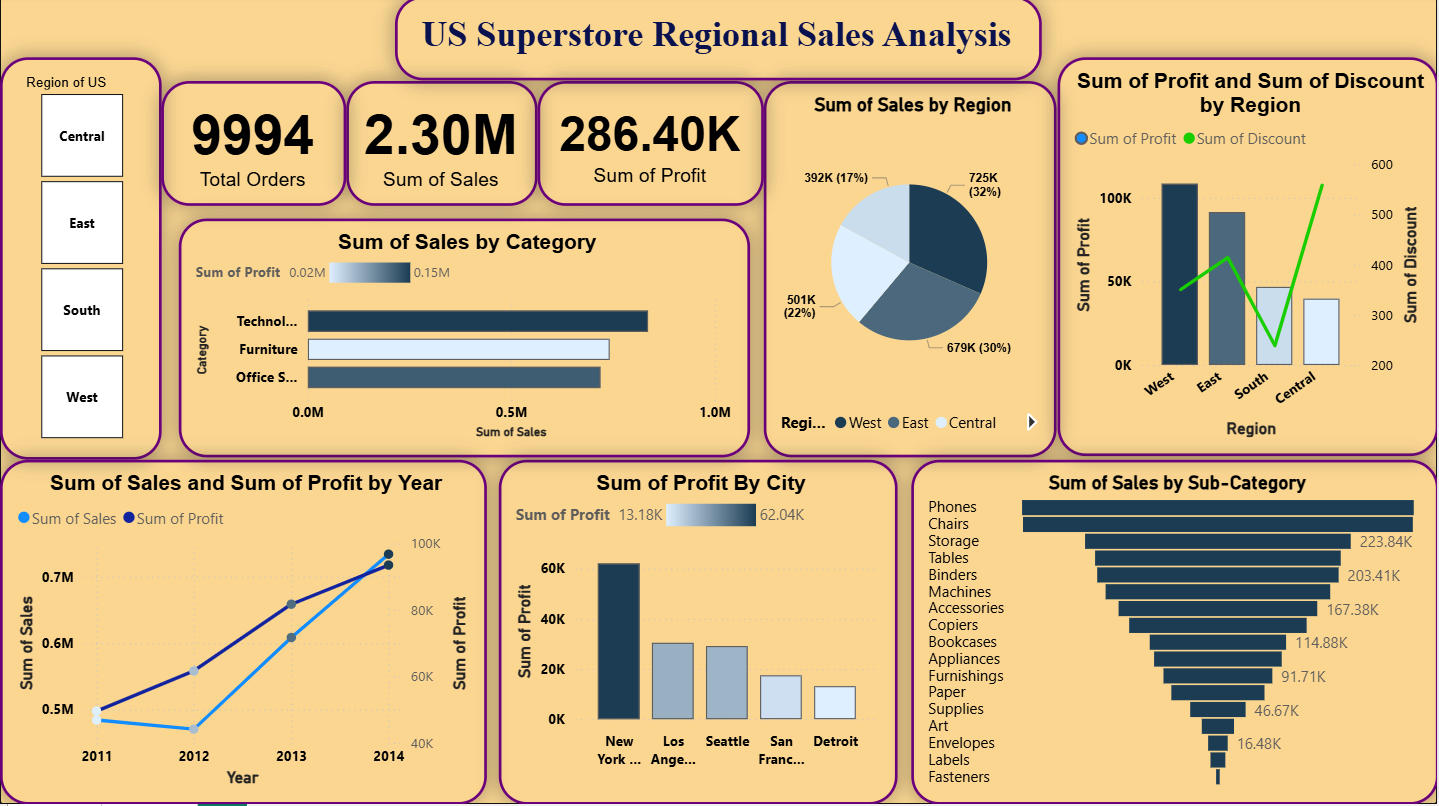 US Superstore Regional Sales Analysis
Region of US
Central
East
South
West
9994
Total Orders
2.30M
Sum of Sales
286.40K
Sum of Profit
Sum of Sales by Category
Sum of Profit 0.02M 0.15M
Category
Technol...
Furniture
Office S...
0.0M 0.5M 1.0M
Sum of Sales
Sum of Sales by Region
392K (17%)
725K
(32%)
501K
(22%)
679K (30%)
Regi... West East Central
Sum of Profit and Sum of Discount
by Region
Sum of Profit Sum of Discount
Sum of Profit
100K
50K
0K
600
500
400
300
200
Sum of Discount
West East South Central
Region
Sum of Sales and Sum of Profit by Year
Sum of Sales Sum of Profit
Sum of Sales
0.7M
0.6M
0.5M
100K
80K
60K
40K
Sum of Profit
2011 2012 2013 2014
Year
Sum of Profit By City
Sum of Profit 13.18K 62.04K
Sum of Profit
60K
40K
20K
0K
New
York ...
Los
Ange...
Seattle
San
Franc...
Detroit
Sum of Sales by Sub-Category
Phones
Chairs
Storage 223.84K
Tables
Binders 203.41K
Machines
Accessories 167.38K
Copiers
Bookcases 114.88K
Appliances
Furnishings 91.71K
Paper
Supplies 46.67K
Art
Envelopes 16.48K
Labels
Fasteners